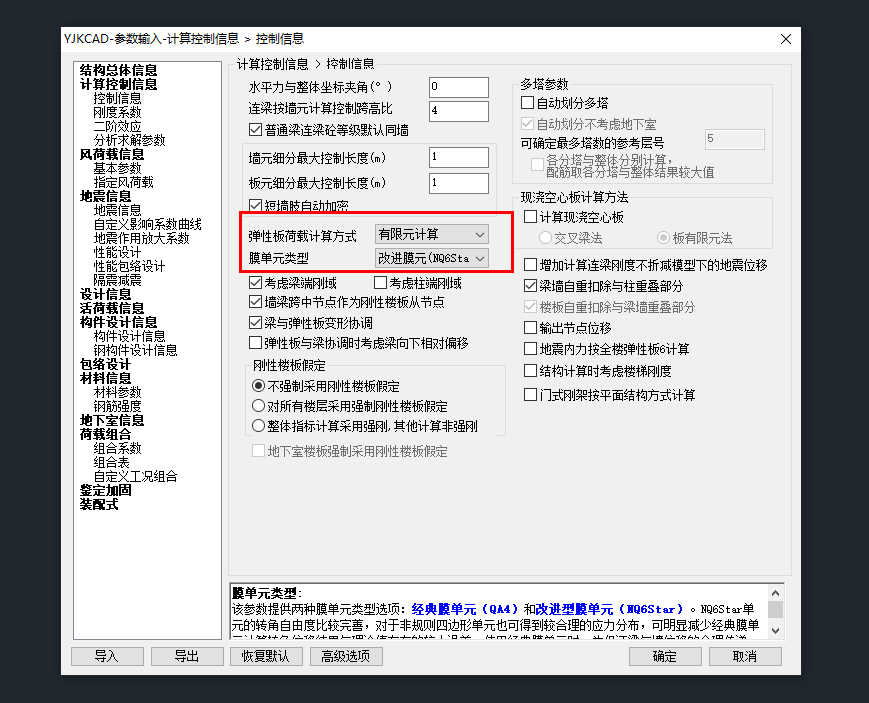 YJKCAD-参数输入-计算控制信息 > 控制信息
结构总体信息
计算控制信息
控制信息
刚度系数
二阶效应
分析求解参数
风荷载信息
基本参数
指定风荷载
地震信息
地震信息
自定义影响系数曲线
地震作用放大系数
性能设计
性能包络设计
隔震减震
设计信息
活荷载信息
构件设计信息
构件设计信息
钢构件设计信息
包络设计
材料信息
材料参数
钢筋强度
地下室信息
荷载组合
组合系数
组合表
自定义工况组合
鉴定加固
装配式
计算控制信息 > 控制信息
水平力与整体坐标夹角(°) 0
连梁按墙元计算控制跨高比 4
普通梁连梁砼等级默认同墙
墙元细分最大控制长度(m) 1
板元细分最大控制长度(m) 1
短墙肢自动加密
弹性板荷载计算方式 有限元计算
膜单元类型 改进膜元(NQ6Sta
考虑梁端刚域 考虑柱端刚域
墙梁跨中节点作为刚性楼板从节点
梁与弹性板变形协调
弹性板与梁协调时考虑梁向下相对偏移
刚性楼板假定
不强制采用刚性楼板假定
对所有楼层采用强制刚性楼板假定
整体指标计算采用强刚,其他计算非强刚
地下室楼板强制采用刚性楼板假定
多塔参数
自动划分多塔
自动划分不考虑地下室
可确定最多塔数的参考层号 5
各分塔与整体分别计算,
配筋取各分塔与整体结果较大值
现浇空心板计算方法
计算现浇空心板
交叉梁法 板有限元法
增加计算连梁刚度不折减模型下的地震位移
梁墙自重扣除与柱重叠部分
楼板自重扣除与梁墙重叠部分
输出节点位移
地震内力按全楼弹性板6计算
结构计算时考虑楼梯刚度
门式刚架按平面结构方式计算
膜单元类型:
该参数提供两种膜单元类型选项:经典膜单元(QA4)和改进型膜单元(NQ6Star)。NQ6Star单
元的转角自由度比较完善,对于非规则四边形单元也可得到较合理的应力分布,可明显减少经典膜单
导入 导出 恢复默认 高级选项 确定 取消